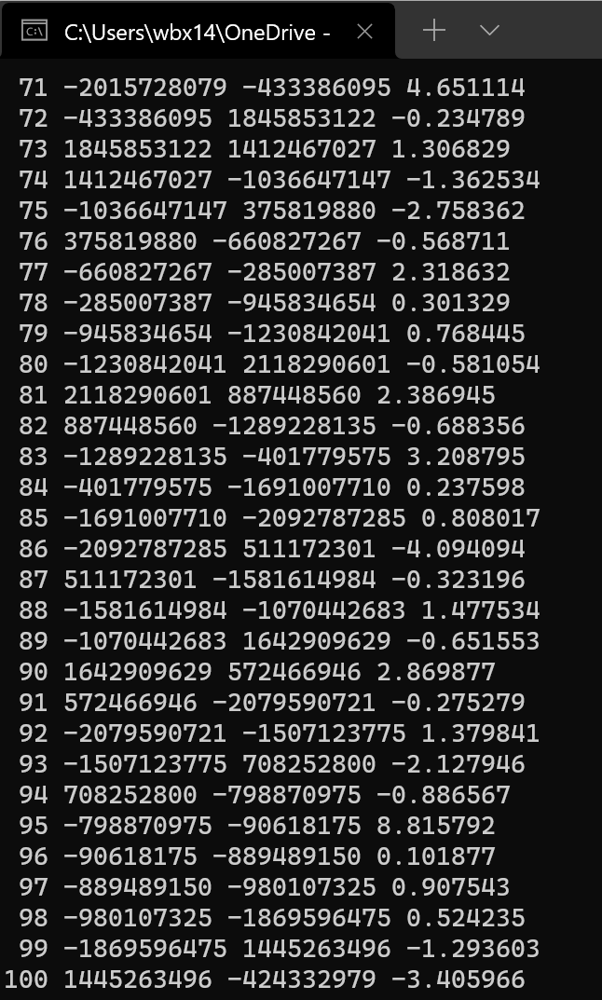 C:\Users\wbx14\OneDrive -
71 -2015728079 -433386095 4.651114
72 -433386095 1845853122 -0.234789
73 1845853122 1412467027 1.306829
74 1412467027 -1036647147 -1.362534
75 -1036647147 375819880 -2.758362
76 375819880 -660827267 -0.568711
77 -660827267 -285007387 2.318632
78 -285007387 -945834654 0.301329
79 -945834654 -1230842041 0.768445
80 -1230842041 2118290601 -0.581054
81 2118290601 887448560 2.386945
82 887448560 -1289228135 -0.688356
83 -1289228135 -401779575 3.208795
84 -401779575 -1691007710 0.237598
85 -1691007710 -2092787285 0.808017
86 -2092787285 511172301 -4.094094
87 511172301 -1581614984 -0.323196
88 -1581614984 -1070442683 1.477534
89 -1070442683 1642909629 -0.651553
90 1642909629 572466946 2.869877
91 572466946 -2079590721 -0.275279
92 -2079590721 -1507123775 1.379841
93 -1507123775 708252800 -2.127946
94 708252800 -798870975 -0.886567
95 -798870975 -90618175 8.815792
96 -90618175 -889489150 0.101877
97 -889489150 -980107325 0.907543
98 -980107325 -1869596475 0.524235
99 -1869596475 1445263496 -1.293603
100 1445263496 -424332979 -3.405966